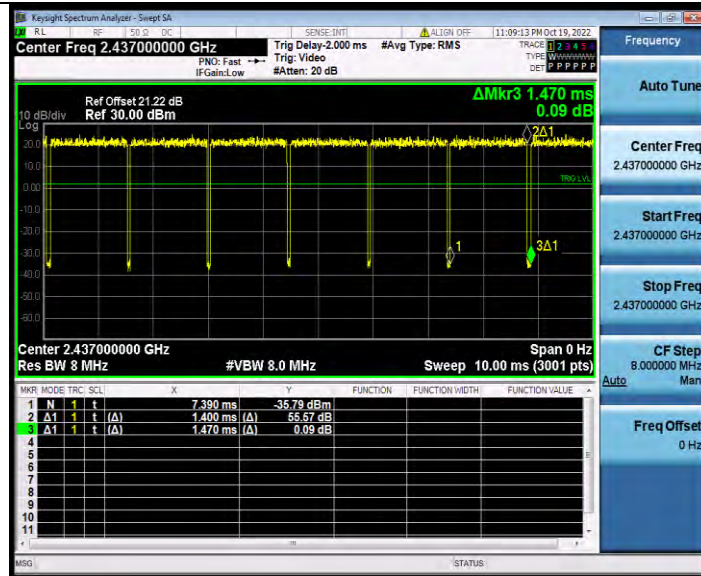 Keysight Spectrum Analyzer - Swept SA
RL RF 50 Ω DC SENSE:INT ALIGN OFF 11:09:13 PM Oct 19, 2022
Center Freq 2.437000000 GHz
PNO: Fast
IFGain:Low
Trig Delay-2.000 ms
Trig: Video
#Atten: 20 dB
#Avg Type: RMS
TRACE 1 2 3 4 5 6
TYPE W
DET P P P P P P
Ref Offset 21.22 dB
Ref 30.00 dBm
10 dB/div
Log
ΔMkr3 1.470 ms
0.09 dB
20.0
10.0
0.00
-10.0
-20.0
-30.0
-40.0
-50.0
-60.0
2Δ1
TRIG LVL
1
3Δ1
Center 2.437000000 GHz Span 0 Hz
Res BW 8 MHz #VBW 8.0 MHz Sweep 10.00 ms (3001 pts)
MKR MODE TRC SCL X Y FUNCTION FUNCTION WIDTH FUNCTION VALUE
1 N 1 t 7.390 ms -35.79 dBm
2 Δ1 1 t (Δ) 1.400 ms (Δ) 55.57 dB
3 Δ1 1 t (Δ) 1.470 ms (Δ) 0.09 dB
4
5
6
7
8
9
10
11
MSG STATUS
Frequency
Auto Tune
Center Freq
2.437000000 GHz
Start Freq
2.437000000 GHz
Stop Freq
2.437000000 GHz
CF Step
8.000000 MHz
Auto Man
Freq Offset
0 Hz